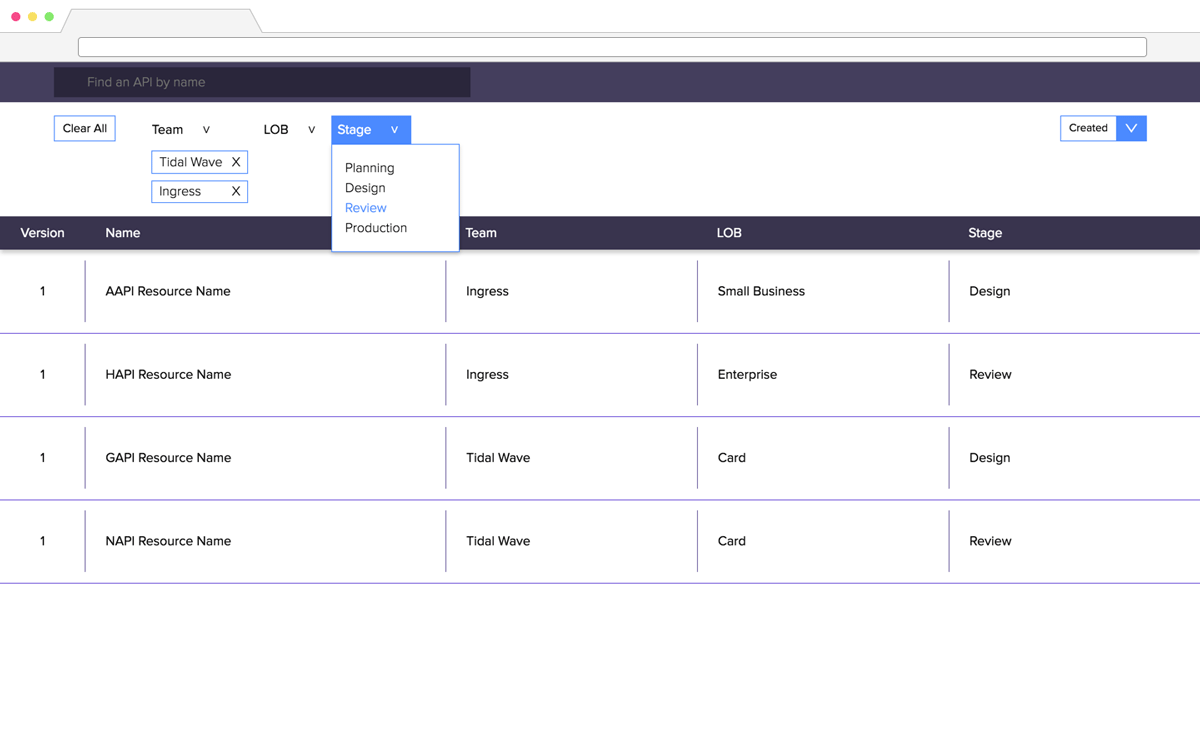 Find an API by name
Clear All
Team v
LOB v
Stage v
Created
Tidal Wave X
Ingress X
Planning
Design
Review
Production
Version Name Team LOB Stage
1 AAPI Resource Name Ingress Small Business Design
1 HAPI Resource Name Ingress Enterprise Review
1 GAPI Resource Name Tidal Wave Card Design
1 NAPI Resource Name Tidal Wave Card Review